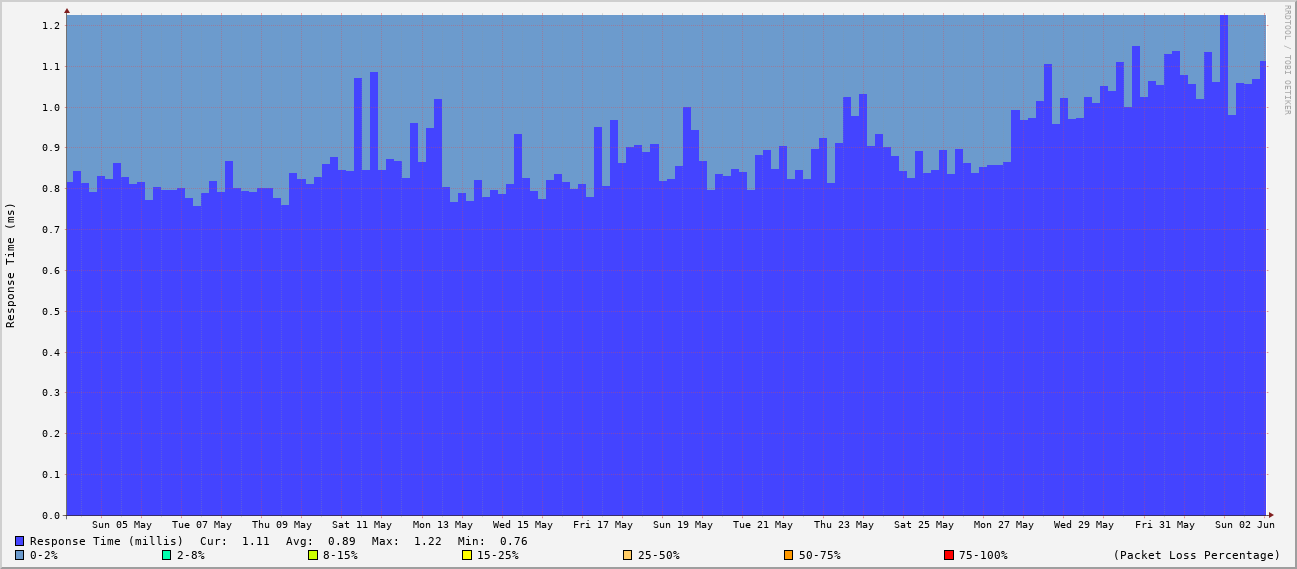 RRDTOOL / TOBI OETIKER
Response Time (ms)
1.2
1.1
1.0
0.9
0.8
0.7
0.6
0.5
0.4
0.3
0.2
0.1
0.0
Sun 05 May Tue 07 May Thu 09 May Sat 11 May Mon 13 May Wed 15 May Fri 17 May Sun 19 May Tue 21 May Thu 23 May Sat 25 May Mon 27 May Wed 29 May Fri 31 May Sun 02 Jun
Response Time (millis) Cur: 1.11 Avg: 0.89 Max: 1.22 Min: 0.76
0-2% 2-8% 8-15% 15-25% 25-50% 50-75% 75-100% (Packet Loss Percentage)